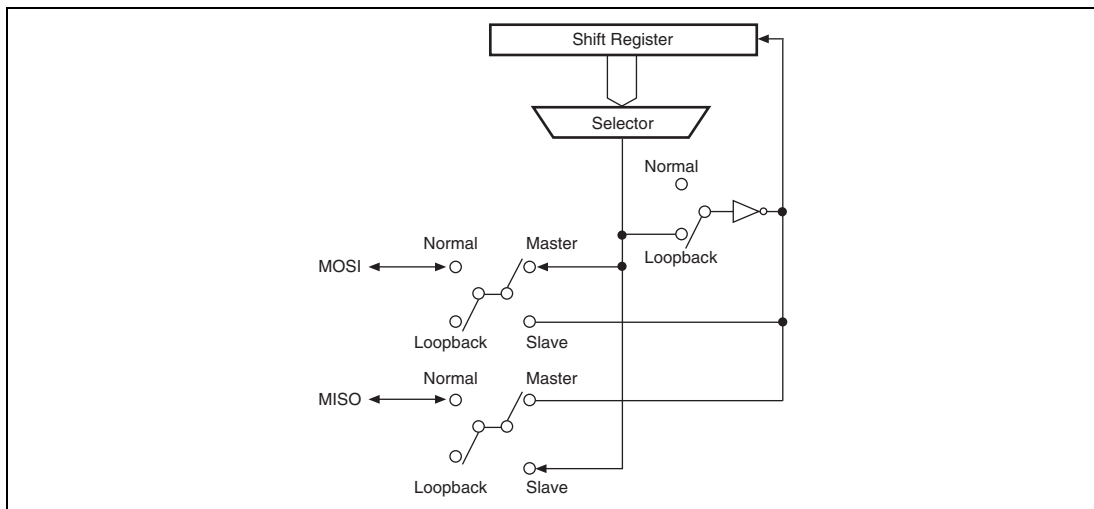 Shift Register
Selector
Normal
Loopback
Normal
Master
MOSI
Loopback
Slave
Normal
Master
MISO
Loopback
Slave